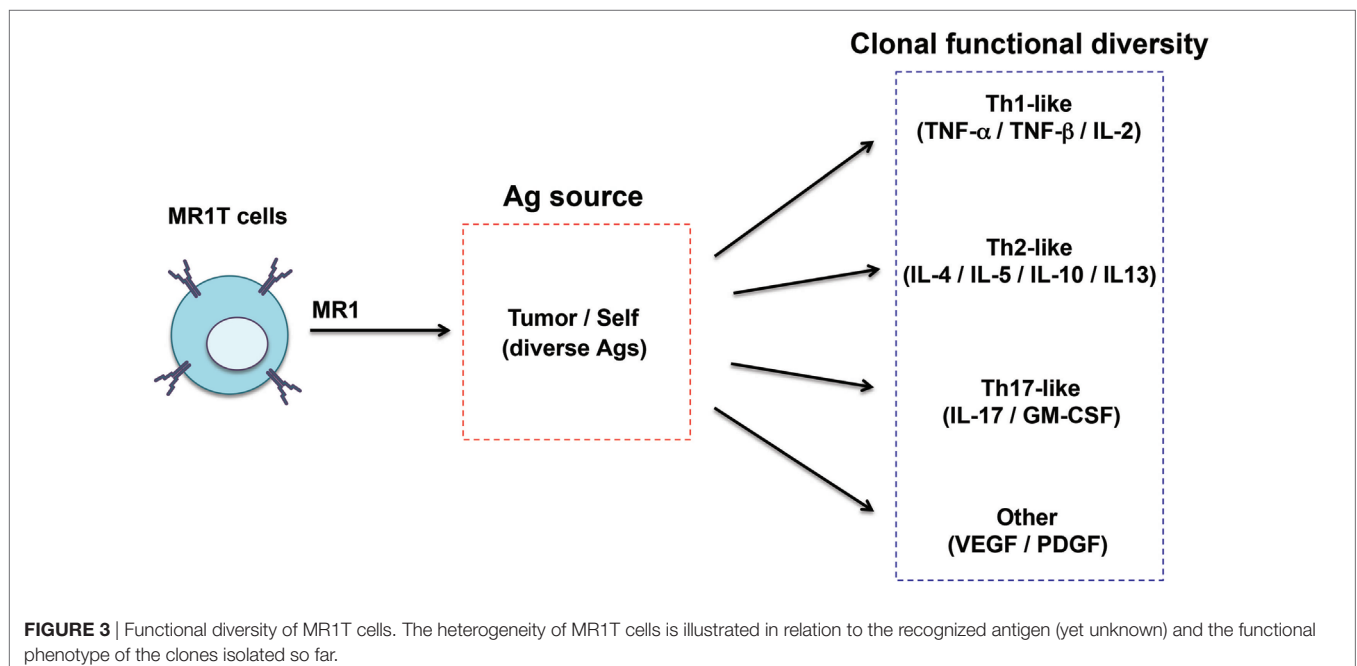 Clonal functional diversity
Th1-like
(TNF-α / TNF-β / IL-2)
Ag source
MR1T cells
Th2-like
(IL-4 / IL-5 / IL-10 / IL13)
MR1
Tumor / Self
(diverse Ags)
Th17-like
(IL-17 / GM-CSF)
Other
(VEGF / PDGF)
FIGURE 3 | Functional diversity of MR1T cells. The heterogeneity of MR1T cells is illustrated in relation to the recognized antigen (yet unknown) and the functional
phenotype of the clones isolated so far.